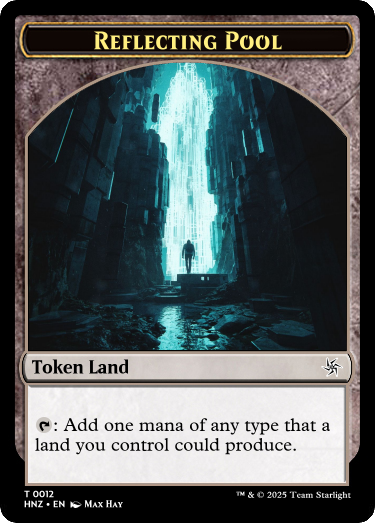 Reflecting Pool
Token Land
: Add one mana of any type that a
land you control could produce.
T 0012
HNZ • EN Max Hay
™ & © 2025 Team Starlight